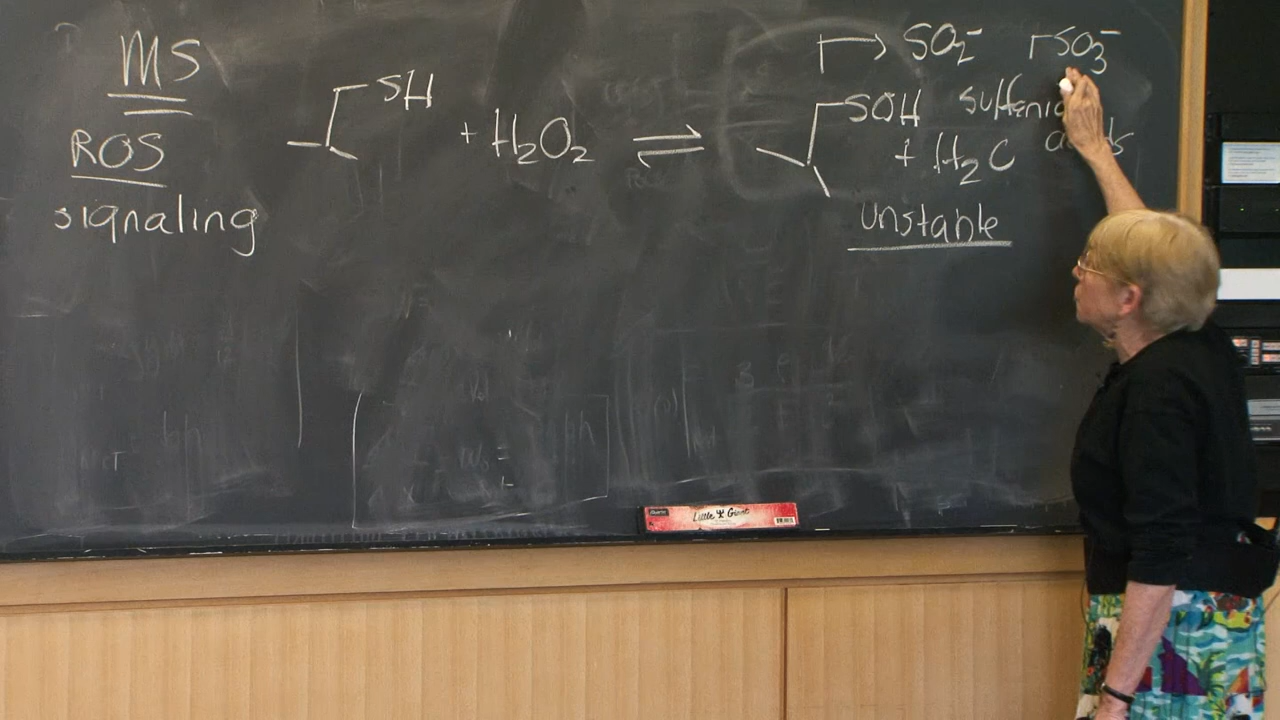 MS
ROS
signaling
SH + H₂O₂ ⇌ SOH
+ H₂O
→ SO₂⁻ SO₃⁻
sulfenic
acids
unstable
Little Giant